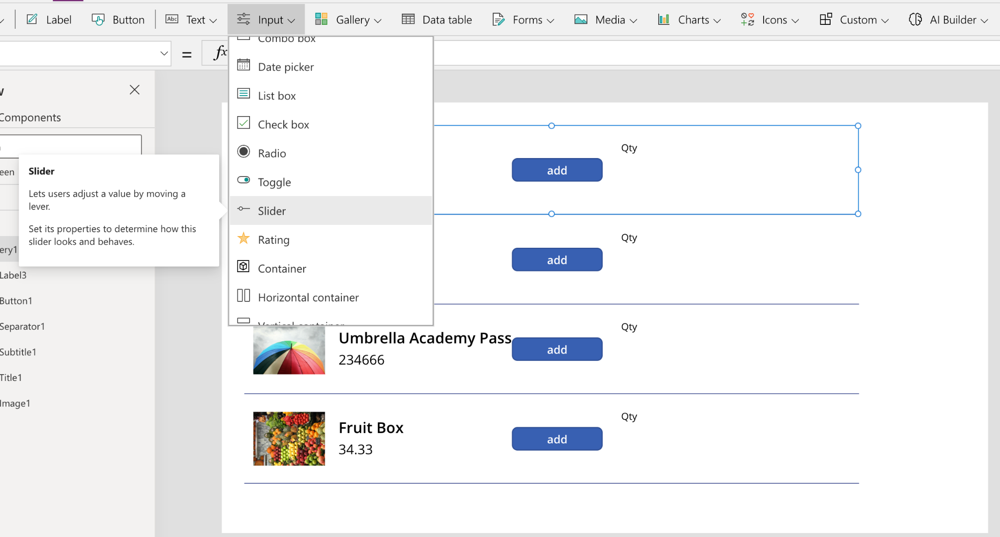 Label
Button
Abc Text
Input
Gallery
Data table
Forms
Media
Charts
Icons
Custom
AI Builder
= fx
Combo box
Date picker
List box
Check box
Radio
Toggle
Slider
Rating
Container
Horizontal container
Vertical container
Components
een
Slider
Lets users adjust a value by moving a
lever.
Set its properties to determine how this
slider looks and behaves.
ery1
Label3
Button1
Separator1
Subtitle1
Title1
Image1
Qty
add
Qty
add
Umbrella Academy Pass
234666
Qty
add
Fruit Box
34.33
Qty
add